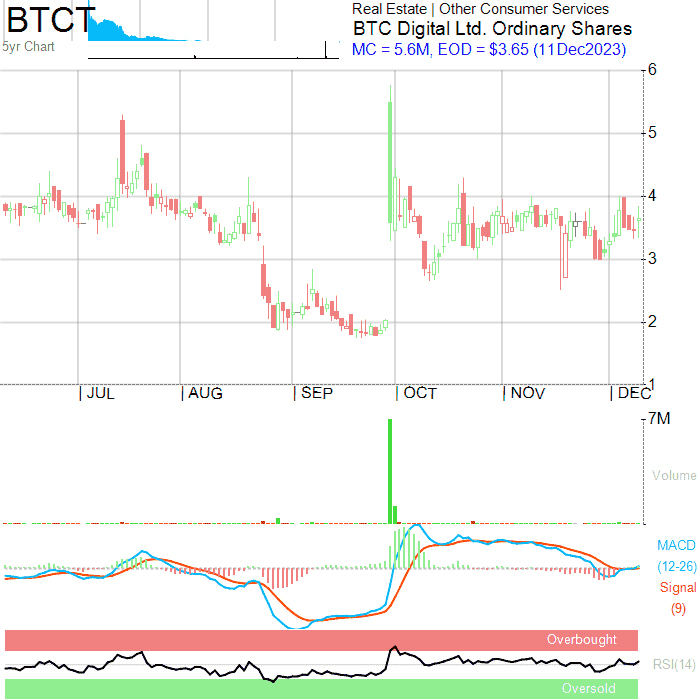 BTCT
5yr Chart
Real Estate | Other Consumer Services
BTC Digital Ltd. Ordinary Shares
MC = 5.6M, EOD = $3.65 (11Dec2023)
6
5
4
3
2
1
JUL AUG SEP OCT NOV DEC
7M
Volume
MACD
(12-26)
Signal
(9)
Overbought
RSI(14)
Oversold